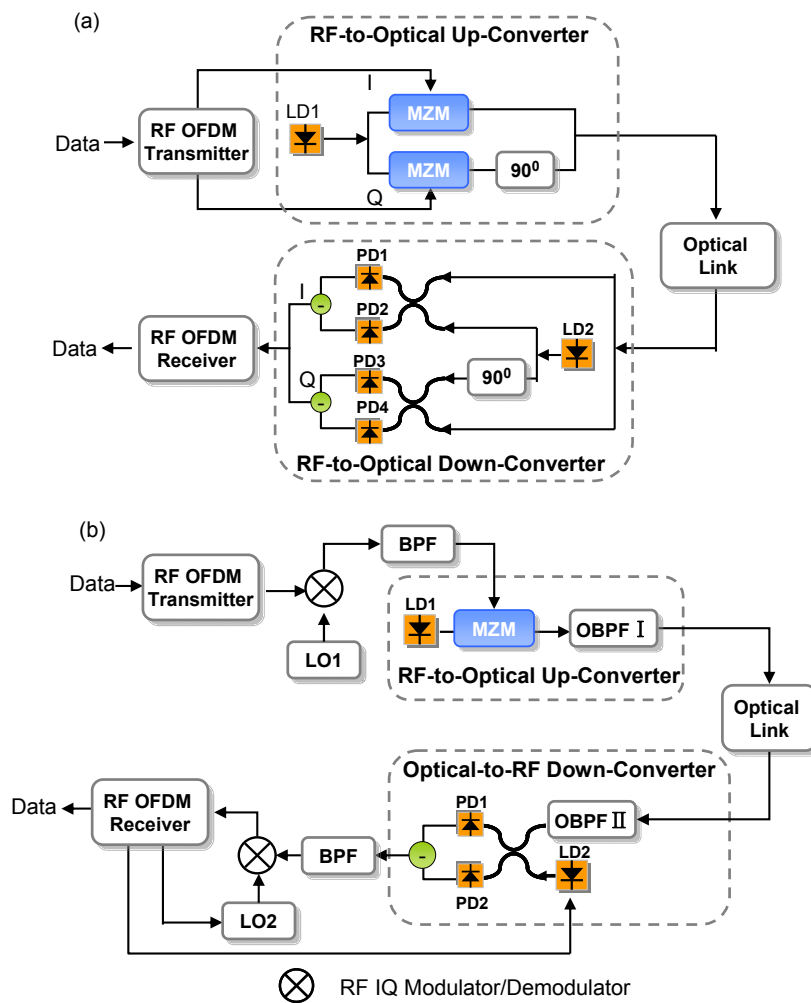 (a)
RF-to-Optical Up-Converter
I
LD1
MZM
Data
RF OFDM
Transmitter
MZM
90⁰
Q
Optical
Link
PD1
I
-
PD2
LD2
Data
RF OFDM
Receiver
PD3
90⁰
Q
-
PD4
RF-to-Optical Down-Converter
(b)
BPF
Data
RF OFDM
Transmitter
LD1
MZM
OBPF I
LO1
RF-to-Optical Up-Converter
Optical
Link
Optical-to-RF Down-Converter
Data
RF OFDM
Receiver
PD1
OBPF II
BPF
-
LD2
PD2
LO2
RF IQ Modulator/Demodulator